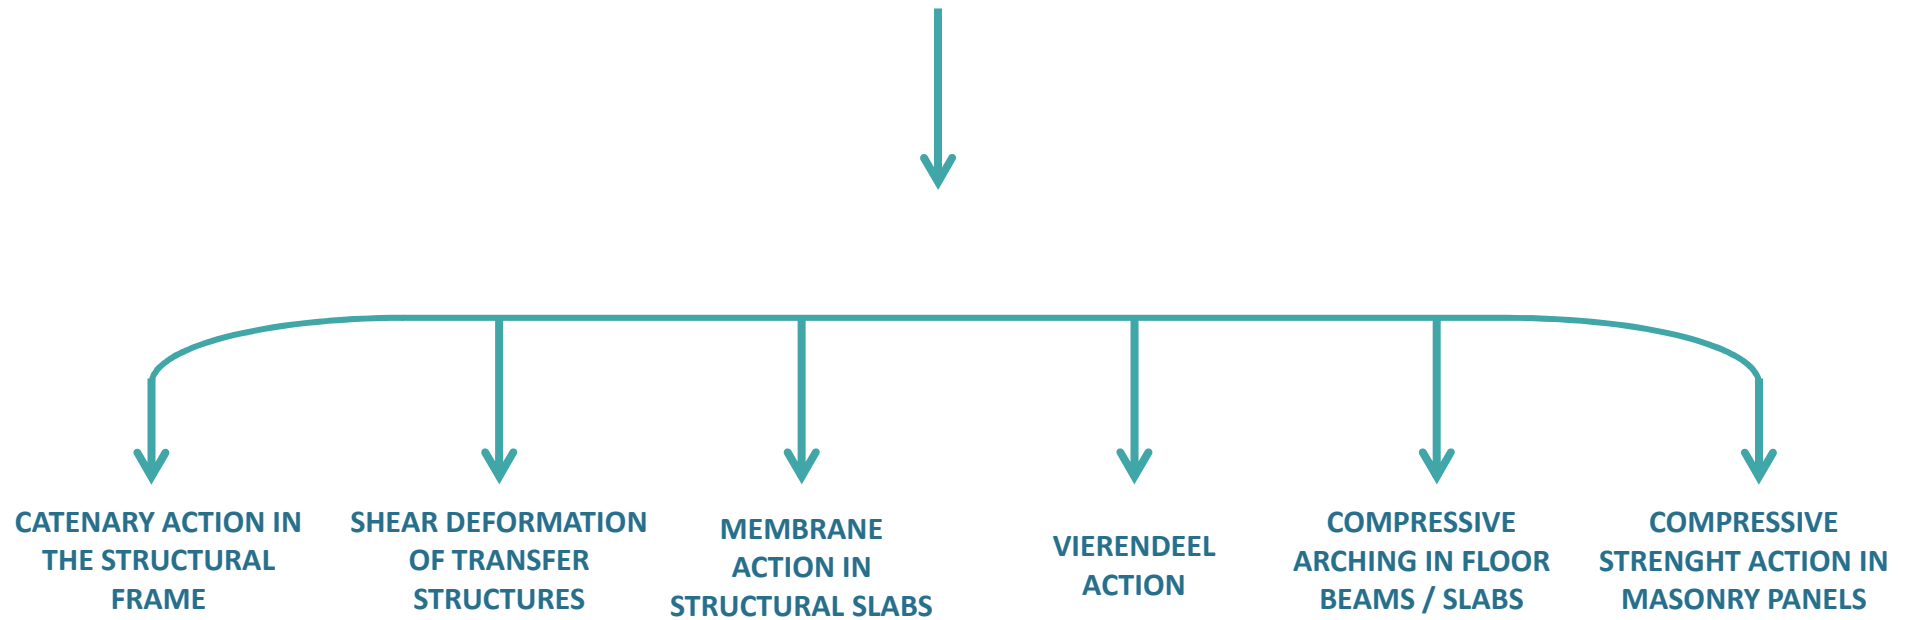 CATENARY ACTION IN
THE STRUCTURAL
FRAME
SHEAR DEFORMATION
OF TRANSFER
STRUCTURES
MEMBRANE
ACTION IN
STRUCTURAL SLABS
VIERENDEEL
ACTION
COMPRESSIVE
ARCHING IN FLOOR
BEAMS / SLABS
COMPRESSIVE
STRENGHT ACTION IN
MASONRY PANELS